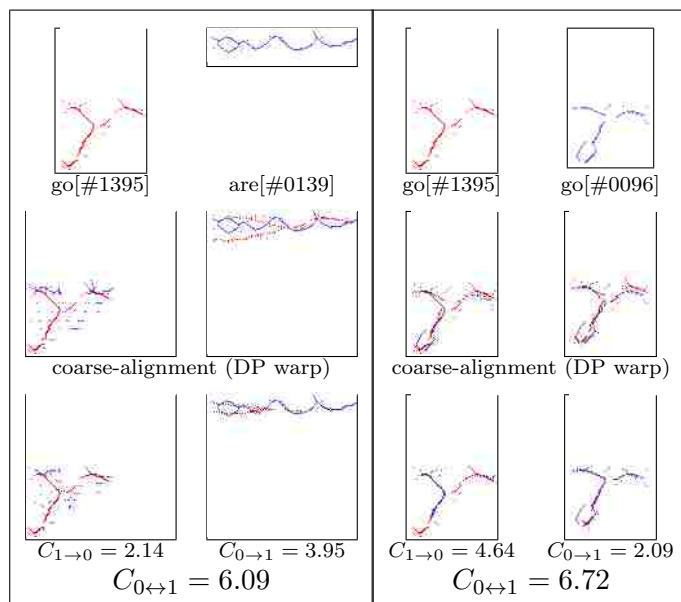 go[#1395] are[#0139] go[#1395] go[#0096]
coarse-alignment (DP warp) coarse-alignment (DP warp)
C1→0 = 2.14 C0→1 = 3.95 C1→0 = 4.64 C0→1 = 2.09
C0↔1 = 6.09 C0↔1 = 6.72